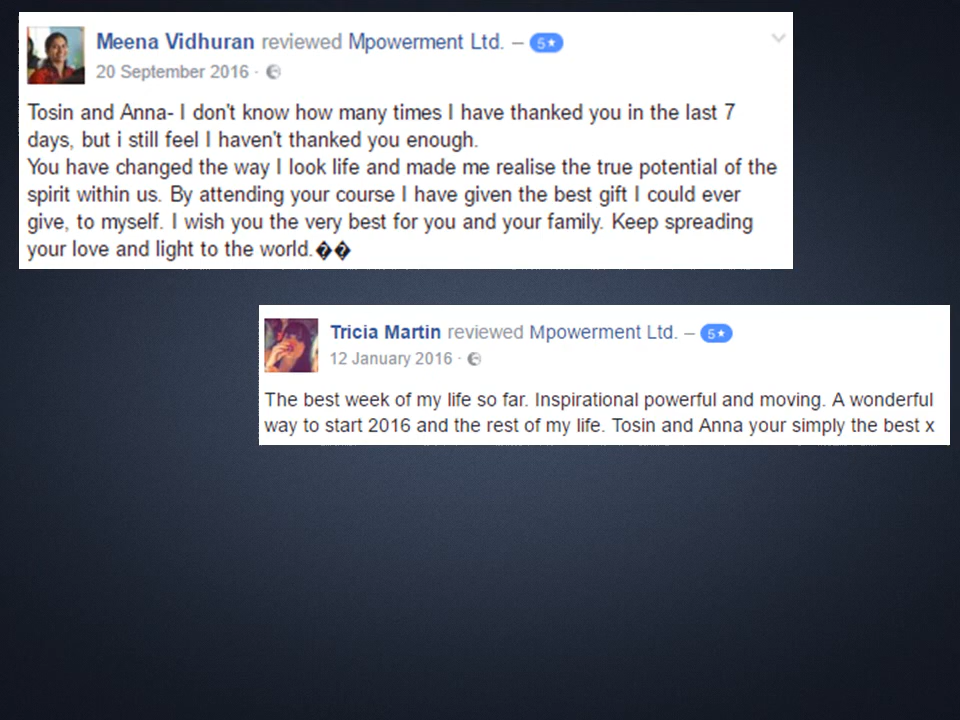 Meena Vidhuran reviewed Mpowerment Ltd. – 5★
20 September 2016 ·
Tosin and Anna- I don't know how many times I have thanked you in the last 7
days, but i still feel I haven't thanked you enough.
You have changed the way I look life and made me realise the true potential of the
spirit within us. By attending your course I have given the best gift I could ever
give, to myself. I wish you the very best for you and your family. Keep spreading
your love and light to the world.��
Tricia Martin reviewed Mpowerment Ltd. – 5★
12 January 2016 ·
The best week of my life so far. Inspirational powerful and moving. A wonderful
way to start 2016 and the rest of my life. Tosin and Anna your simply the best x